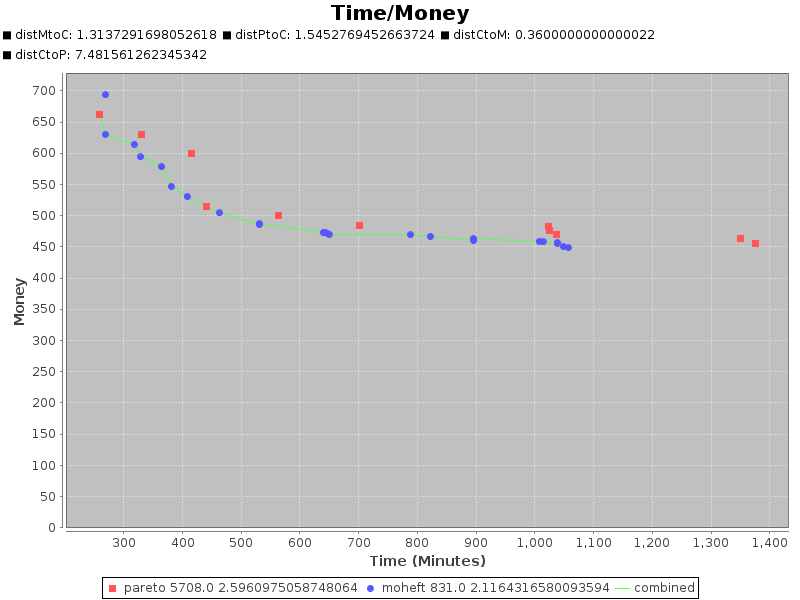 Time/Money
distMtoC: 1.3137291698052618 distPtoC: 1.5452769452663724 distCtoM: 0.3600000000000022
distCtoP: 7.481561262345342
700
650
600
550
500
450
400
350
300
250
200
150
100
50
0
Money
300 400 500 600 700 800 900 1,000 1,100 1,200 1,300 1,400
Time (Minutes)
pareto 5708.0 2.5960975058748064 moheft 831.0 2.1164316580093594 combined